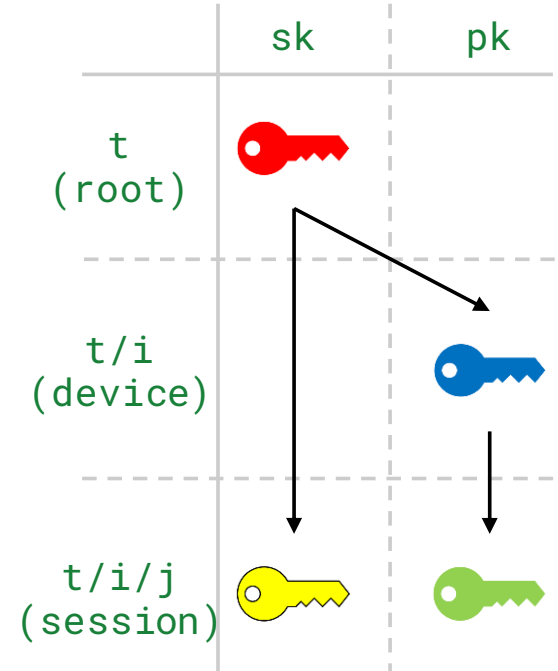 sk pk
t
(root)
t/i
(device)
t/i/j
(session)